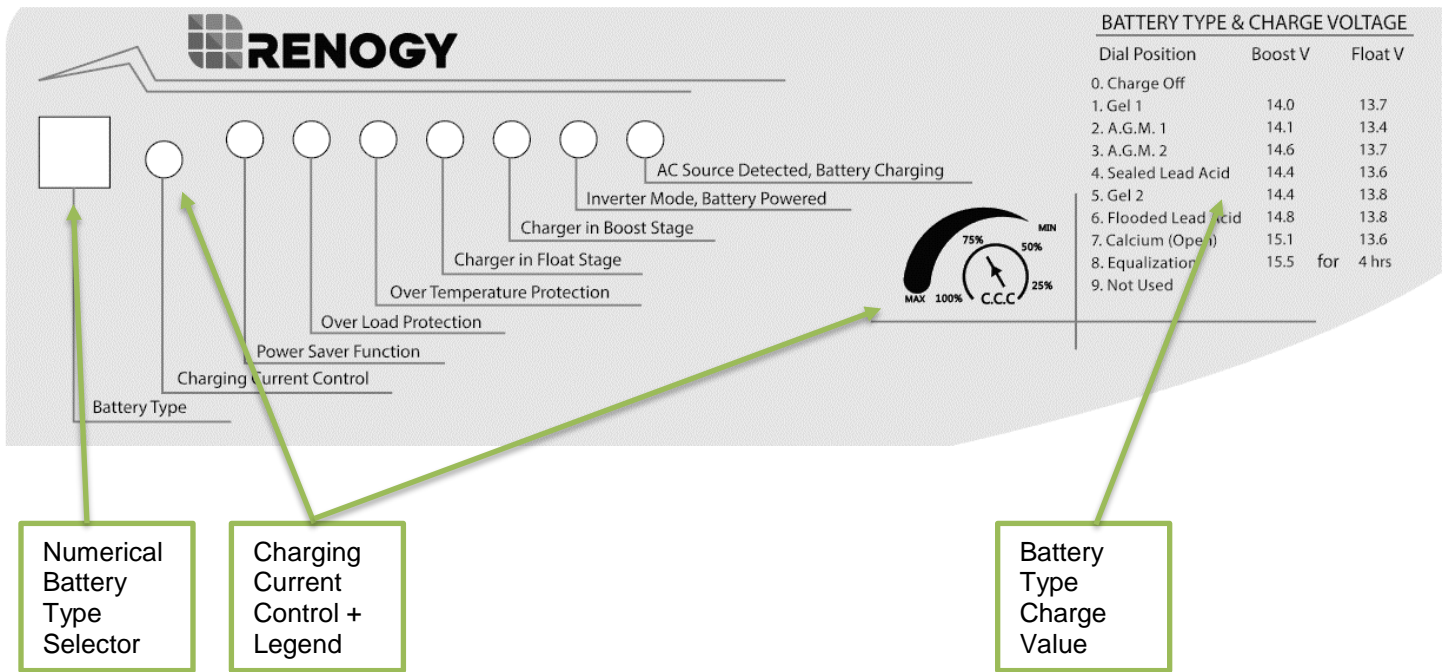 RENOGY
BATTERY TYPE & CHARGE VOLTAGE
Dial Position Boost V Float V
0. Charge Off
1. Gel 1 14.0 13.7
2. A.G.M. 1 14.1 13.4
3. A.G.M. 2 14.6 13.7
4. Sealed Lead Acid 14.4 13.6
5. Gel 2 14.4 13.8
6. Flooded Lead Acid 14.8 13.8
7. Calcium (Open) 15.1 13.6
8. Equalization 15.5 for 4 hrs
9. Not Used
AC Source Detected, Battery Charging
Inverter Mode, Battery Powered
Charger in Boost Stage
Charger in Float Stage
Over Temperature Protection
Over Load Protection
Power Saver Function
Charging Current Control
Battery Type
MIN
75% 50%
25%
MAX 100% C.C.C
Numerical
Battery
Type
Selector
Charging
Current
Control +
Legend
Battery
Type
Charge
Value